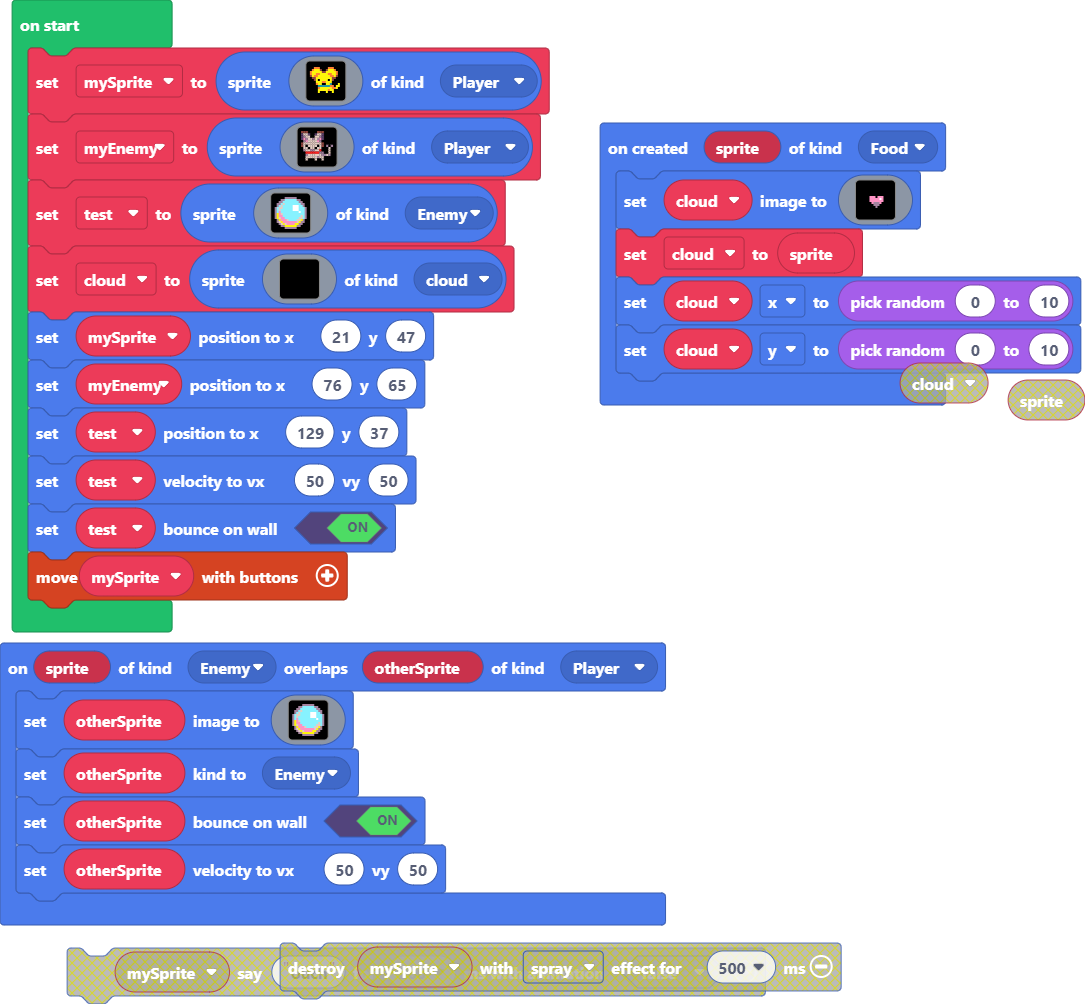 on start
set mySprite to sprite of kind Player
set myEnemy to sprite of kind Player
set test to sprite of kind Enemy
set cloud to sprite of kind cloud
set mySprite position to x 21 y 47
set myEnemy position to x 76 y 65
set test position to x 129 y 37
set test velocity to vx 50 vy 50
set test bounce on wall ON
move mySprite with buttons
on created sprite of kind Food
set cloud image to
set cloud to sprite
set cloud x to pick random 0 to 10
set cloud y to pick random 0 to 10
cloud
sprite
on sprite of kind Enemy overlaps otherSprite of kind Player
set otherSprite image to
set otherSprite kind to Enemy
set otherSprite bounce on wall ON
set otherSprite velocity to vx 50 vy 50
mySprite say
destroy mySprite with spray effect for 500 ms